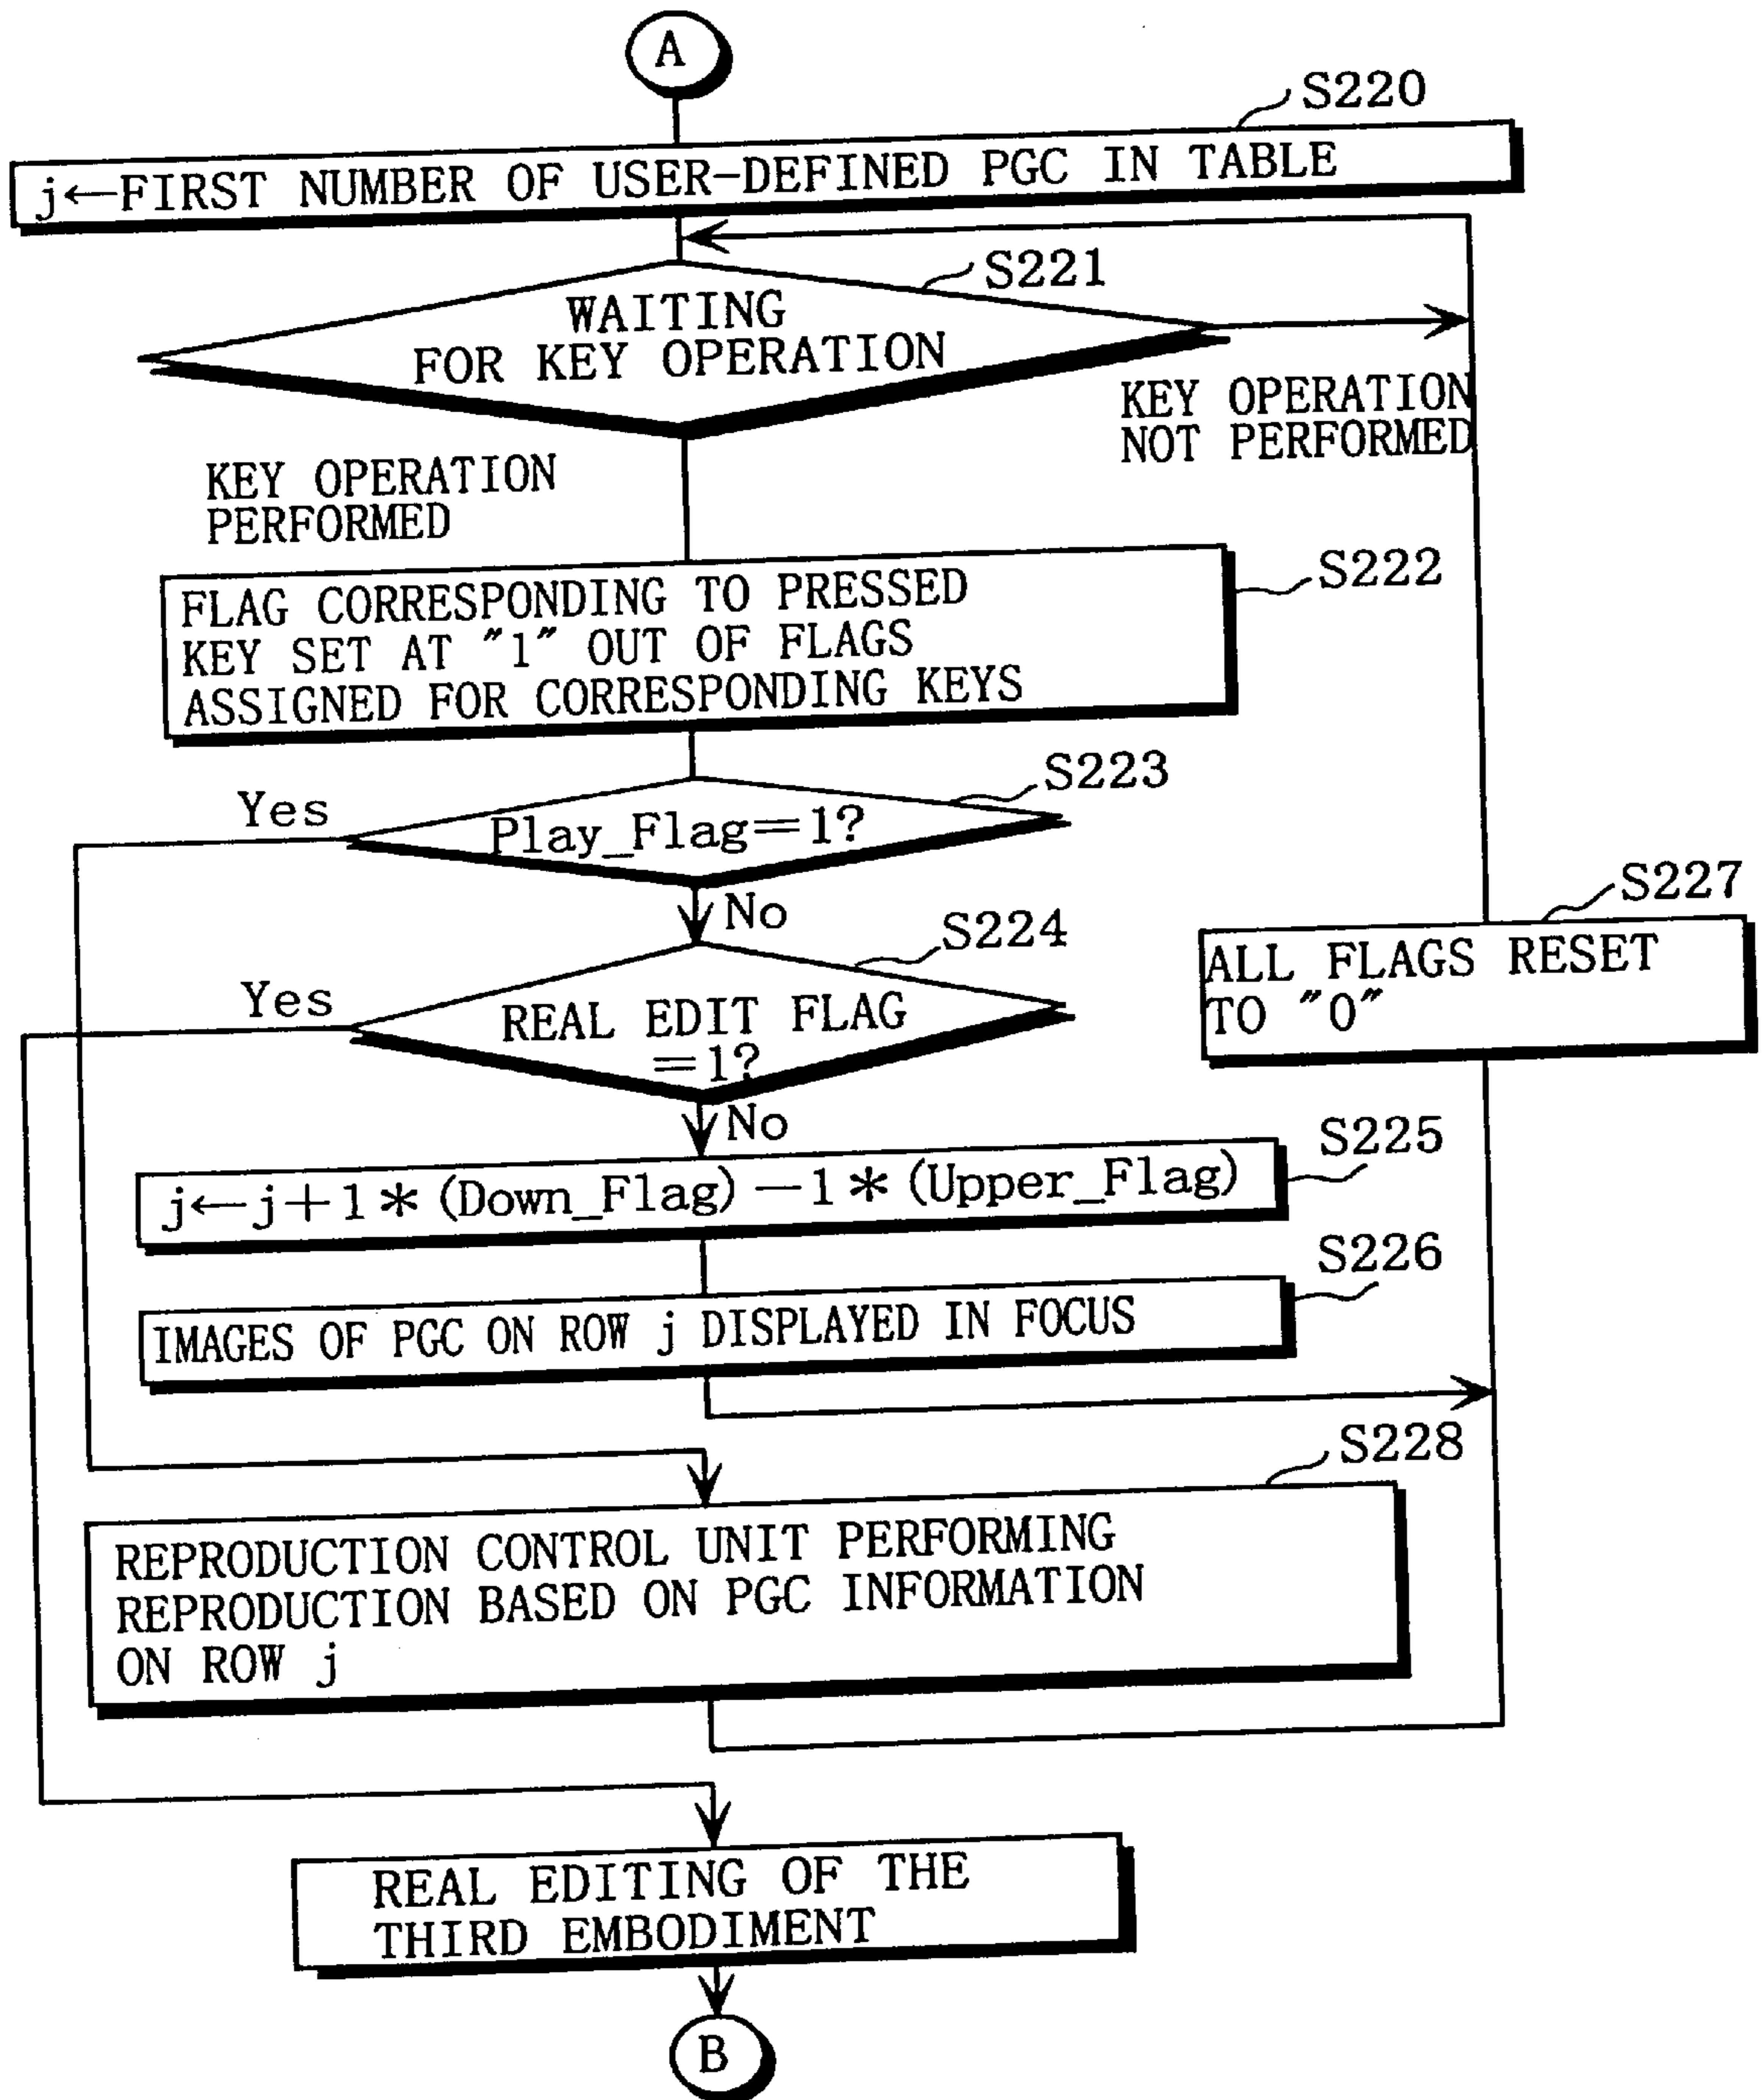 A
S220
j←FIRST NUMBER OF USER-DEFINED PGC IN TABLE
S221
WAITING
FOR KEY OPERATION
KEY OPERATION
NOT PERFORMED
KEY OPERATION
PERFORMED
S222
FLAG CORRESPONDING TO PRESSED
KEY SET AT "1" OUT OF FLAGS
ASSIGNED FOR CORRESPONDING KEYS
S223
Yes
Play_Flag=1?
No
S227
ALL FLAGS RESET
TO "0"
S224
Yes
REAL EDIT FLAG
=1?
No
S225
j←j+1*(Down_Flag)-1*(Upper_Flag)
S226
IMAGES OF PGC ON ROW j DISPLAYED IN FOCUS
S228
REPRODUCTION CONTROL UNIT PERFORMING
REPRODUCTION BASED ON PGC INFORMATION
ON ROW j
REAL EDITING OF THE
THIRD EMBODIMENT
B